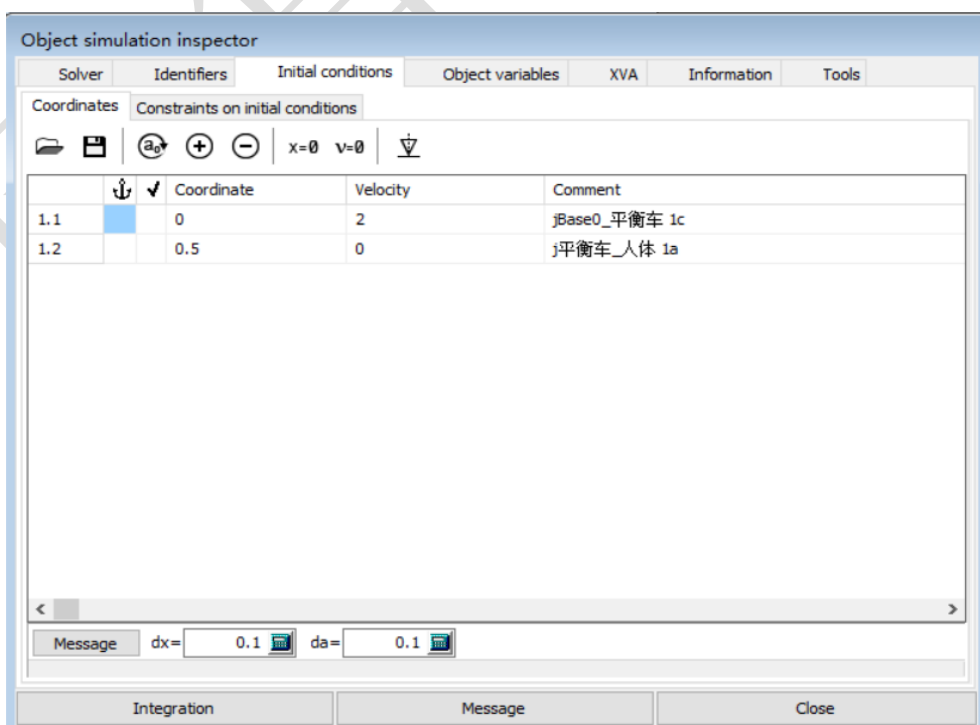 Object simulation inspector
Solver Identifiers Initial conditions Object variables XVA Information Tools
Coordinates Constraints on initial conditions
a₀ x=0 v=0
Coordinate Velocity Comment
1.1 0 2 jBase0_平衡车 1c
1.2 0.5 0 j平衡车_人体 1a
Message dx= 0.1 da= 0.1
Integration Message Close